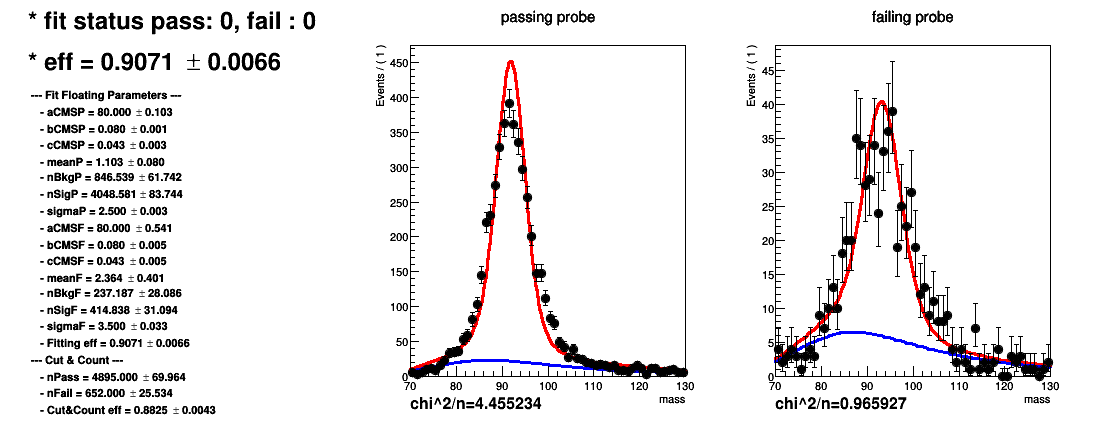 * fit status pass: 0, fail : 0
* eff = 0.9071 ± 0.0066
--- Fit Floating Parameters ---
- aCMSP = 80.000 ± 0.103
- bCMSP = 0.080 ± 0.001
- cCMSP = 0.043 ± 0.003
- meanP = 1.103 ± 0.080
- nBkgP = 846.539 ± 61.742
- nSigP = 4048.581 ± 83.744
- sigmaP = 2.500 ± 0.003
- aCMSF = 80.000 ± 0.541
- bCMSF = 0.080 ± 0.005
- cCMSF = 0.043 ± 0.005
- meanF = 2.364 ± 0.401
- nBkgF = 237.187 ± 28.086
- nSigF = 414.838 ± 31.094
- sigmaF = 3.500 ± 0.033
- Fitting eff = 0.9071 ± 0.0066
--- Cut & Count ---
- nPass = 4895.000 ± 69.964
- nFail = 652.000 ± 25.534
- Cut&Count eff = 0.8825 ± 0.0043
passing probe
Events / ( 1 )
450
400
350
300
250
200
150
100
50
0
70 80 90 100 110 120 130
mass
chi^2/n=4.455234
failing probe
Events / ( 1 )
45
40
35
30
25
20
15
10
5
0
70 80 90 100 110 120 130
mass
chi^2/n=0.965927